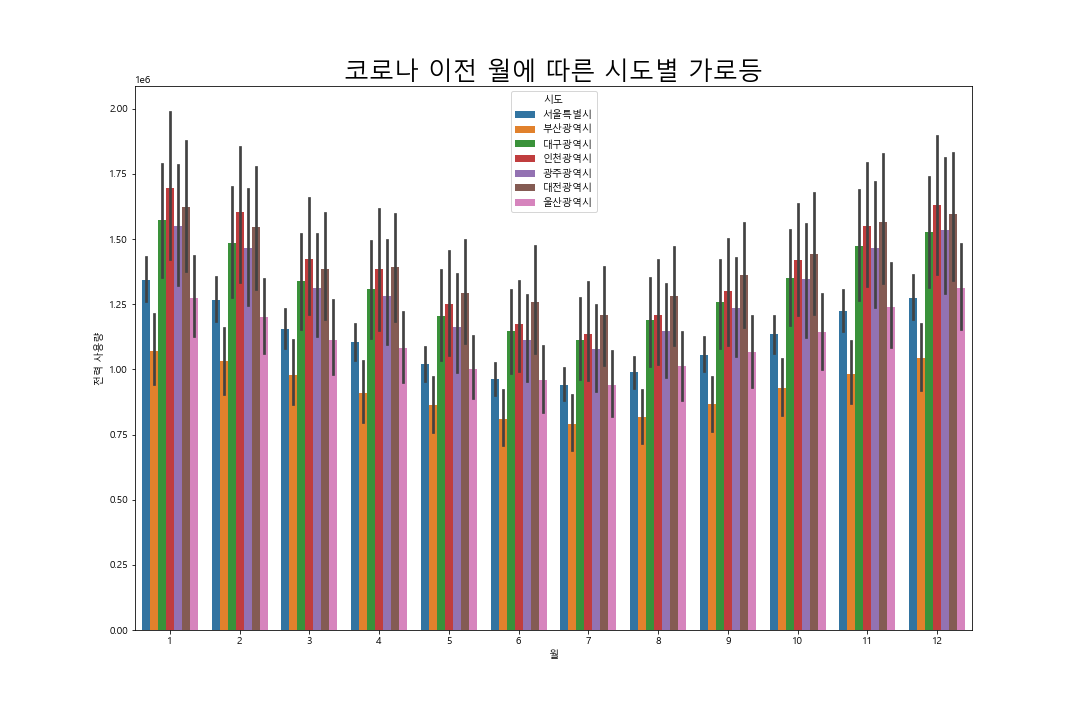 코로나 이전 월에 따른 시도별 가로등
1e6
2.00
1.75
1.50
1.25
1.00
0.75
0.50
0.25
0.00
전력 사용량
시도
서울특별시
부산광역시
대구광역시
인천광역시
광주광역시
대전광역시
울산광역시
1 2 3 4 5 6 7 8 9 10 11 12
월